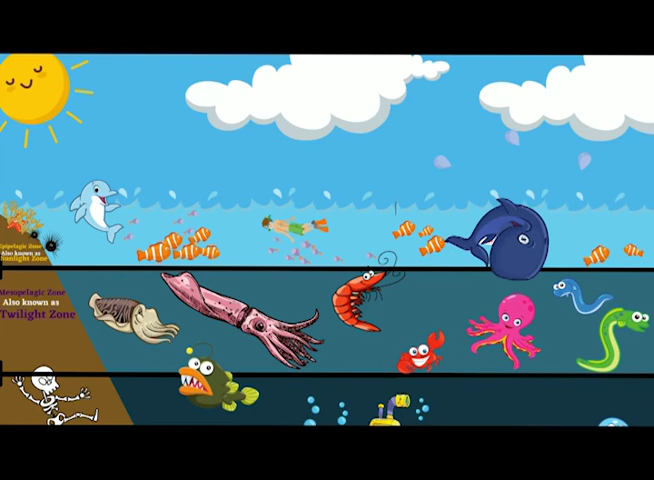 Epipelagic Zone
Also known as
Sunlight Zone
Mesopelagic Zone
Also known as
Twilight Zone